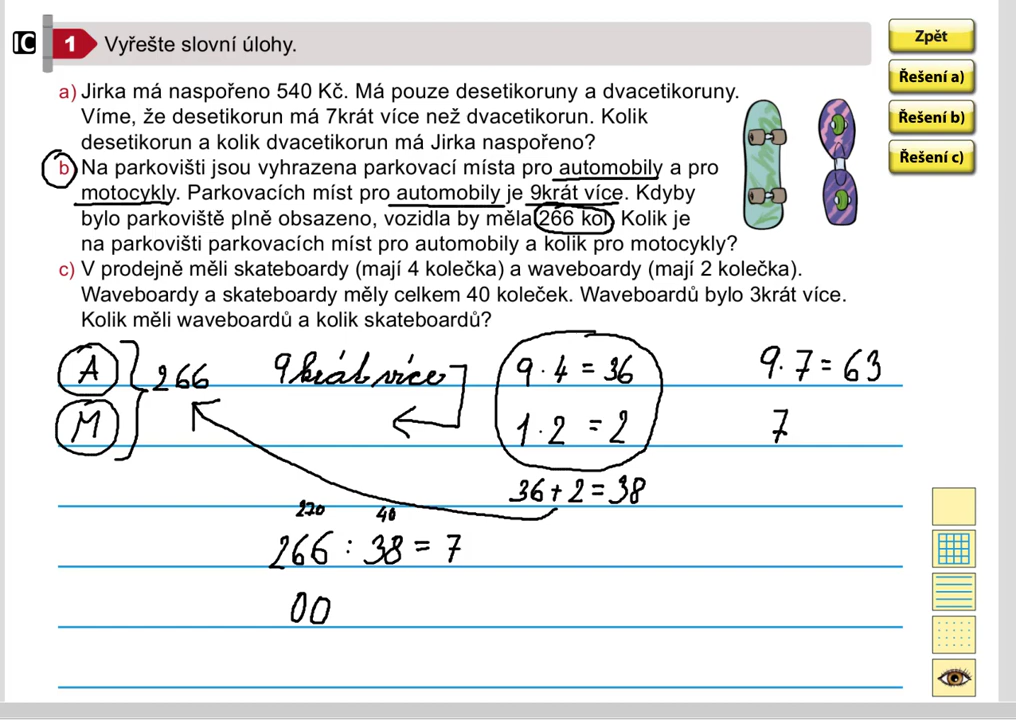 IC
1 Vyřešte slovní úlohy.
Zpět
Řešení a)
Řešení b)
Řešení c)
a) Jirka má naspořeno 540 Kč. Má pouze desetikoruny a dvacetikoruny.
Víme, že desetikorun má 7krát více než dvacetikorun. Kolik
desetikorun a kolik dvacetikorun má Jirka naspořeno?
b) Na parkovišti jsou vyhrazena parkovací místa pro automobily a pro
motocykly. Parkovacích míst pro automobily je 9krát více. Kdyby
bylo parkoviště plně obsazeno, vozidla by měla 266 kol. Kolik je
na parkovišti parkovacích míst pro automobily a kolik pro motocykly?
c) V prodejně měli skateboardy (mají 4 kolečka) a waveboardy (mají 2 kolečka).
Waveboardy a skateboardy měly celkem 40 koleček. Waveboardů bylo 3krát více.
Kolik měli waveboardů a kolik skateboardů?
A
M
266
9krát více
9 · 4 = 36
1 · 2 = 2
36 + 2 = 38
9 · 7 = 63
7
270 40
266 : 38 = 7
00